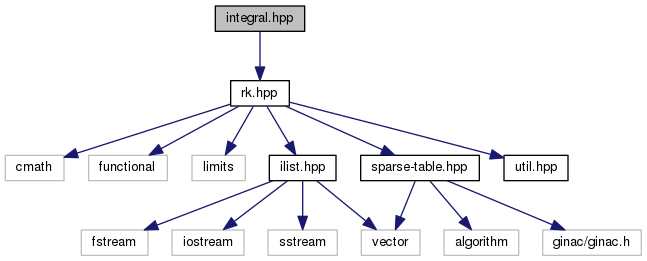 integral.hpp
rk.hpp
cmath
functional
limits
ilist.hpp
sparse-table.hpp
util.hpp
fstream
iostream
sstream
vector
algorithm
ginac/ginac.h